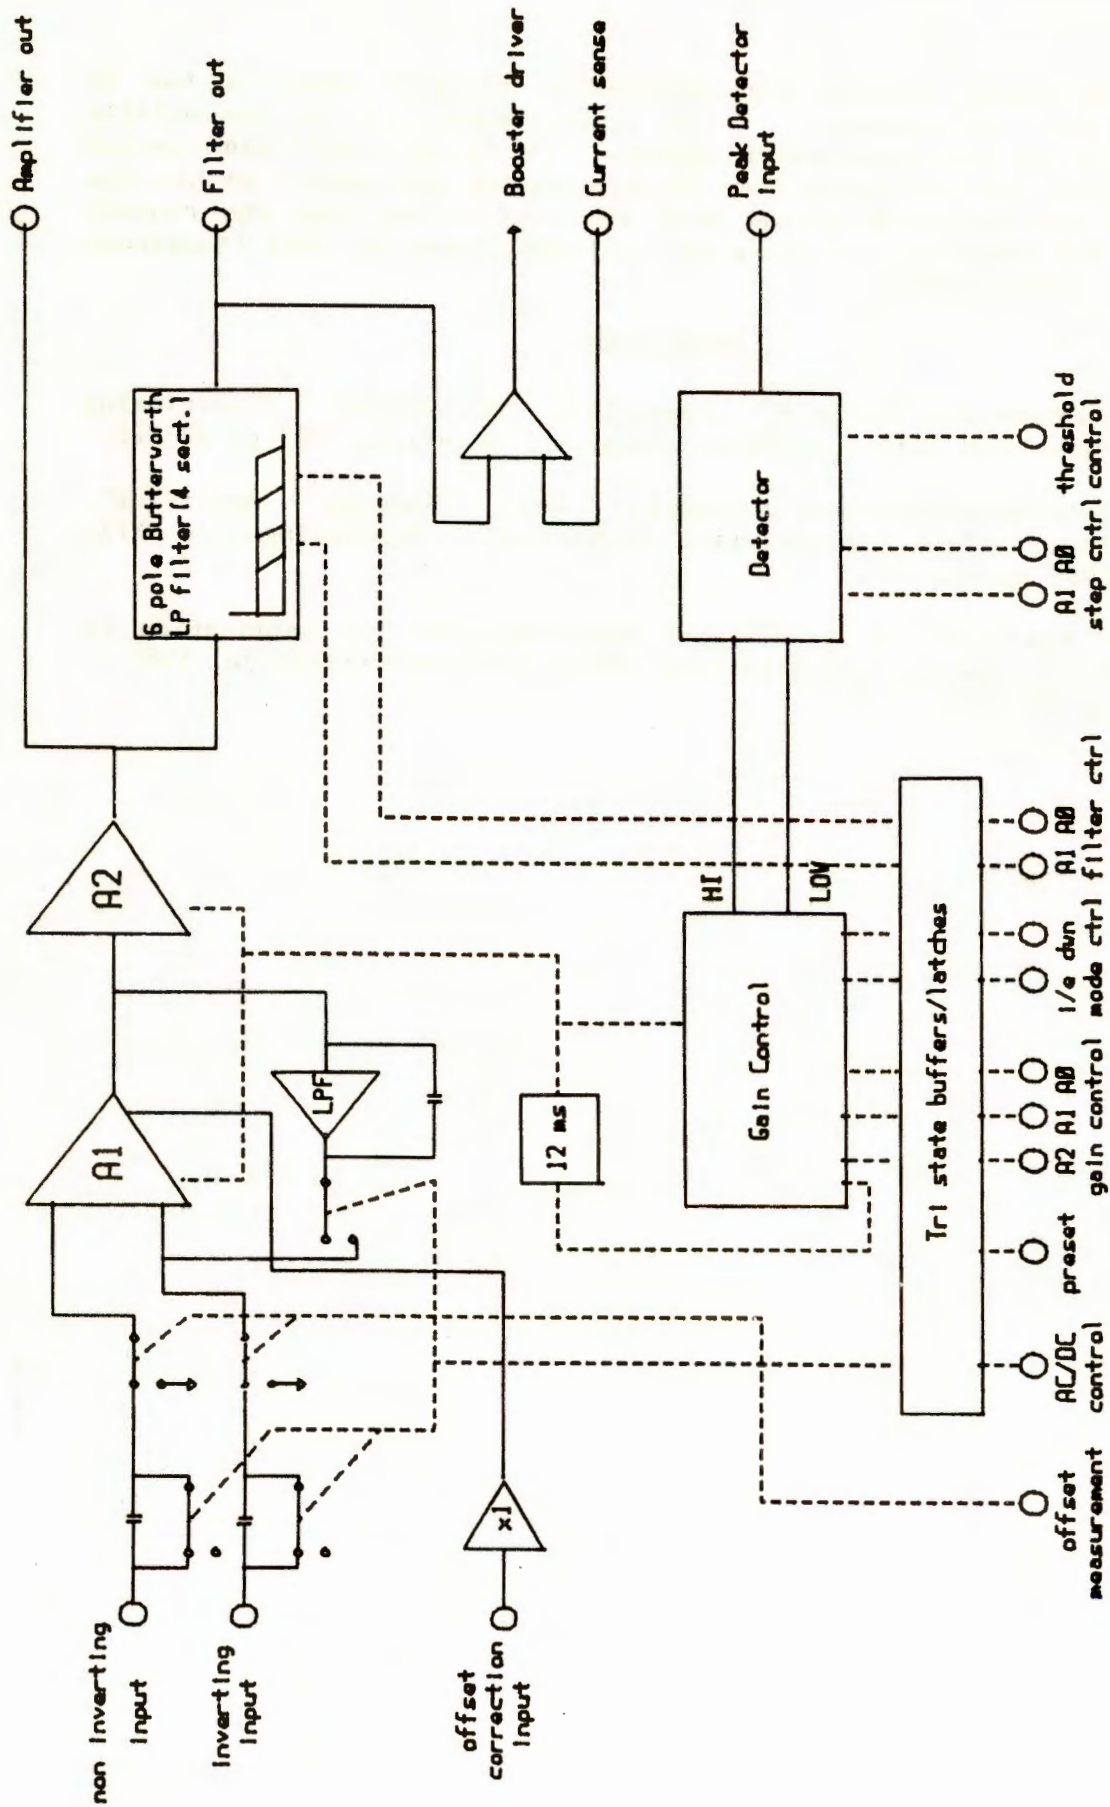 Amplifier out
Filter out
Booster driver
Current sense
Peak Detector
Input
6 pole Butterworth
LP filter(4 sect.)
A2
A1
LPF
12 ms
HI
LOW
Gain Control
Detector
Tri state buffers/latches
x1
non Inverting
Input
Inverting
Input
offset
correction
Input
offset
measurement
AC/DC
control
preset
A2 A1 A0
gain control
i/e dwn
mode ctrl
A1 A0
filter ctrl
A1 A0
step cntrl
threshold
control